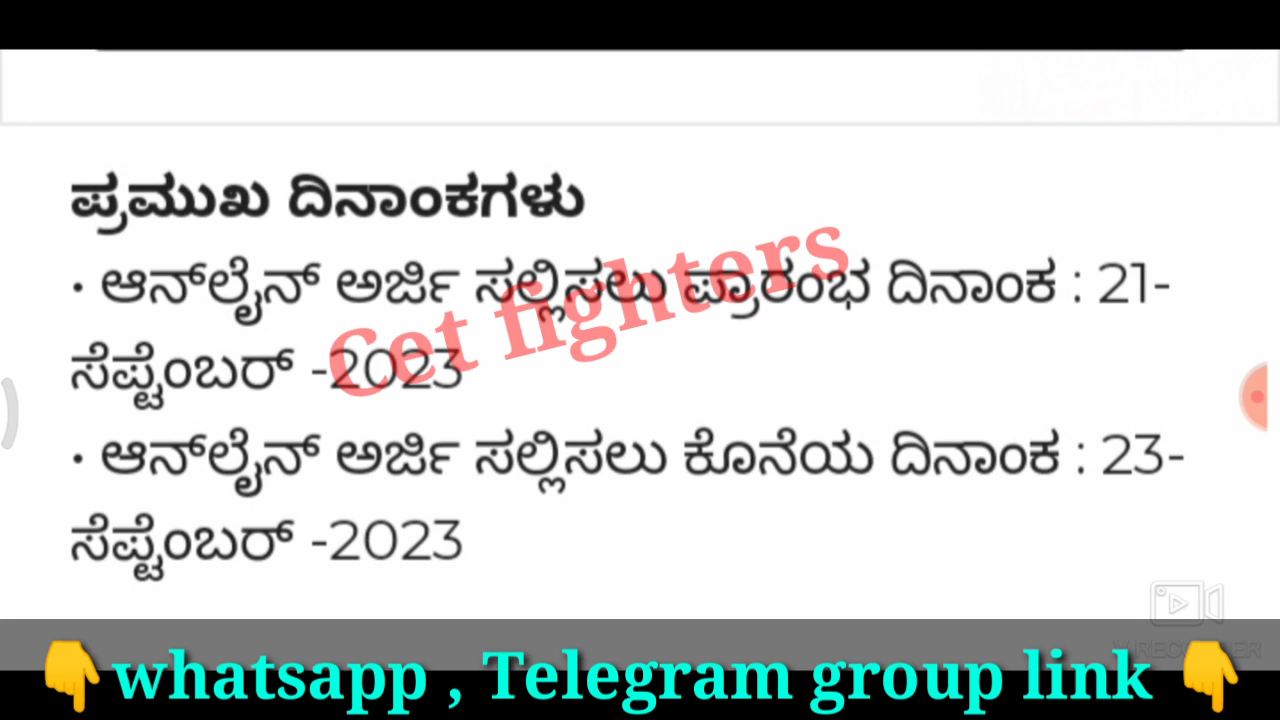 ಪ್ರಮುಖ ದಿನಾಂಕಗಳು
• ಆನ್‌ಲೈನ್ ಅರ್ಜಿ ಸಲ್ಲಿಸಲು ಪ್ರಾರಂಭ ದಿನಾಂಕ : 21-
ಸೆಪ್ಟೆಂಬರ್ -2023
Cet fighters
• ಆನ್‌ಲೈನ್ ಅರ್ಜಿ ಸಲ್ಲಿಸಲು ಕೊನೆಯ ದಿನಾಂಕ : 23-
ಸೆಪ್ಟೆಂಬರ್ -2023
👇whatsapp , Telegram group link 👇